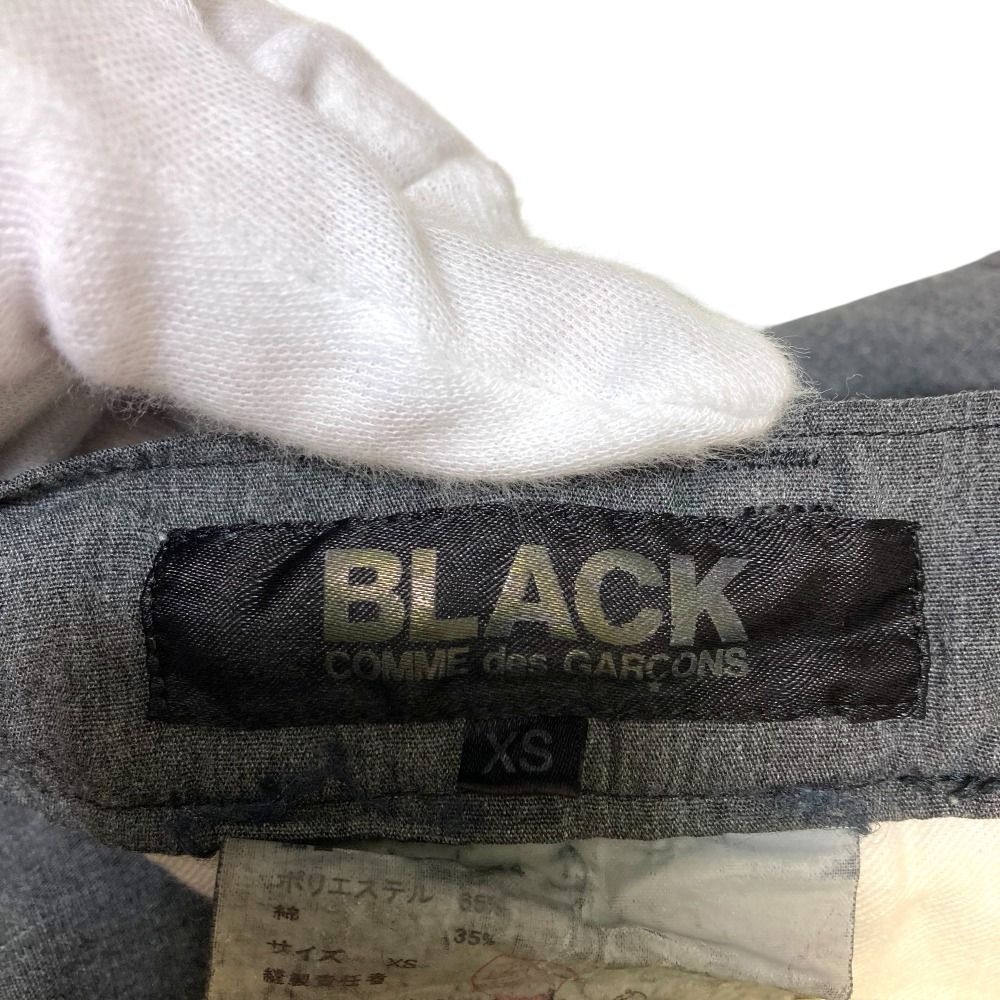 BLACK
COMME des GARÇONS
XS
ポリエステル 65%
綿 35%
サイズ XS
縫製責任者